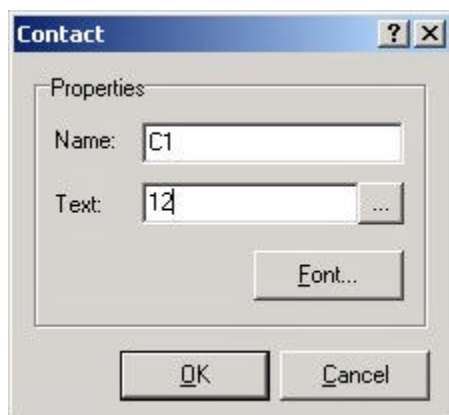 Contact
Properties
Name: C1
Text: 12 ...
Font...
OK Cancel